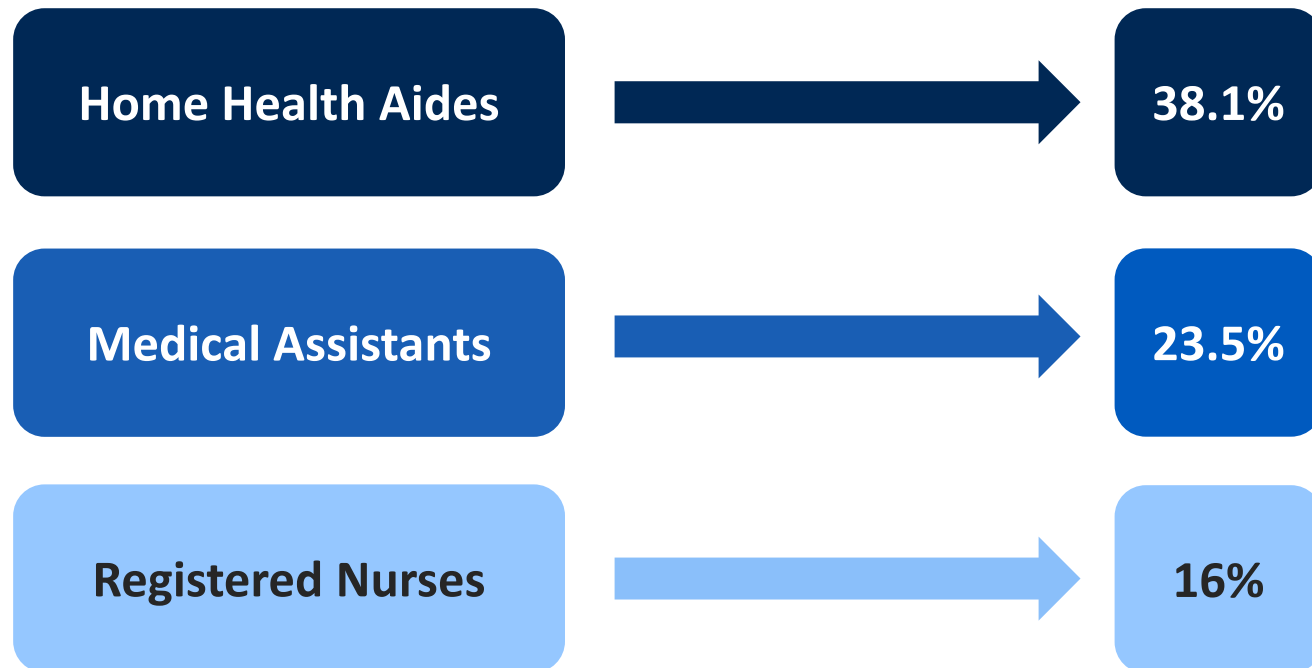 Home Health Aides
38.1%
Medical Assistants
23.5%
Registered Nurses
16%